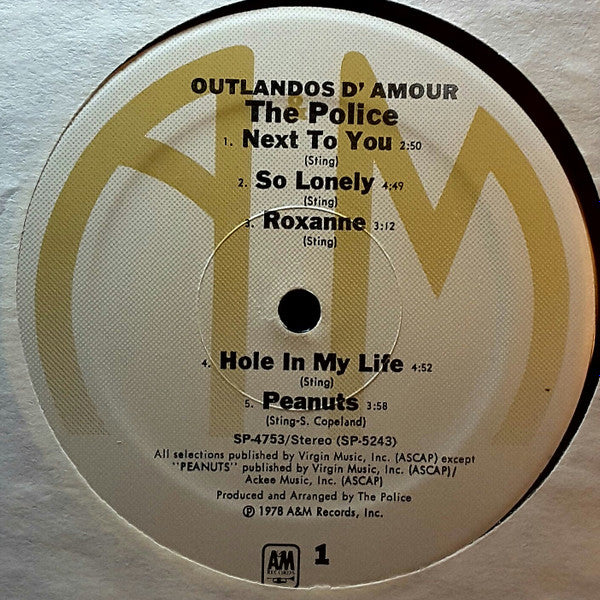 OUTLANDOS D' AMOUR
The Police
1. Next To You 2:50
(Sting)
2. So Lonely 4:49
(Sting)
3. Roxanne 3:12
(Sting)
4. Hole In My Life 4:52
(Sting)
5. Peanuts 3:58
(Sting-S. Copeland)
SP-4753/Stereo (SP-5243)
All selections published by Virgin Music, Inc. (ASCAP) except
"PEANUTS" published by Virgin Music, Inc. (ASCAP)/
Ackee Music, Inc. (ASCAP)
Produced and Arranged by The Police
℗ 1978 A&M Records, Inc.
A&M
RECORDS
1